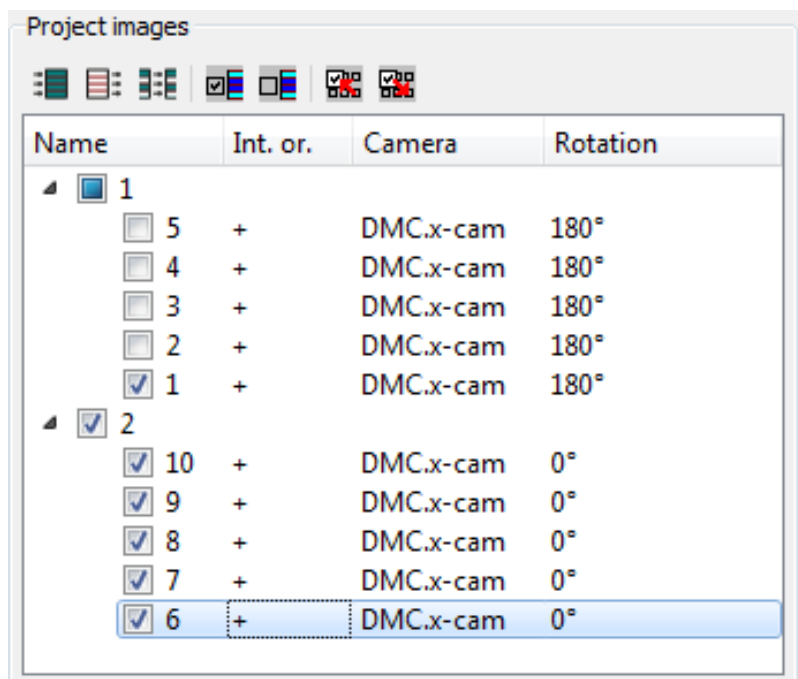 Project images
Name Int. or. Camera Rotation
1
5 + DMC.x-cam 180°
4 + DMC.x-cam 180°
3 + DMC.x-cam 180°
2 + DMC.x-cam 180°
1 + DMC.x-cam 180°
2
10 + DMC.x-cam 0°
9 + DMC.x-cam 0°
8 + DMC.x-cam 0°
7 + DMC.x-cam 0°
6 + DMC.x-cam 0°